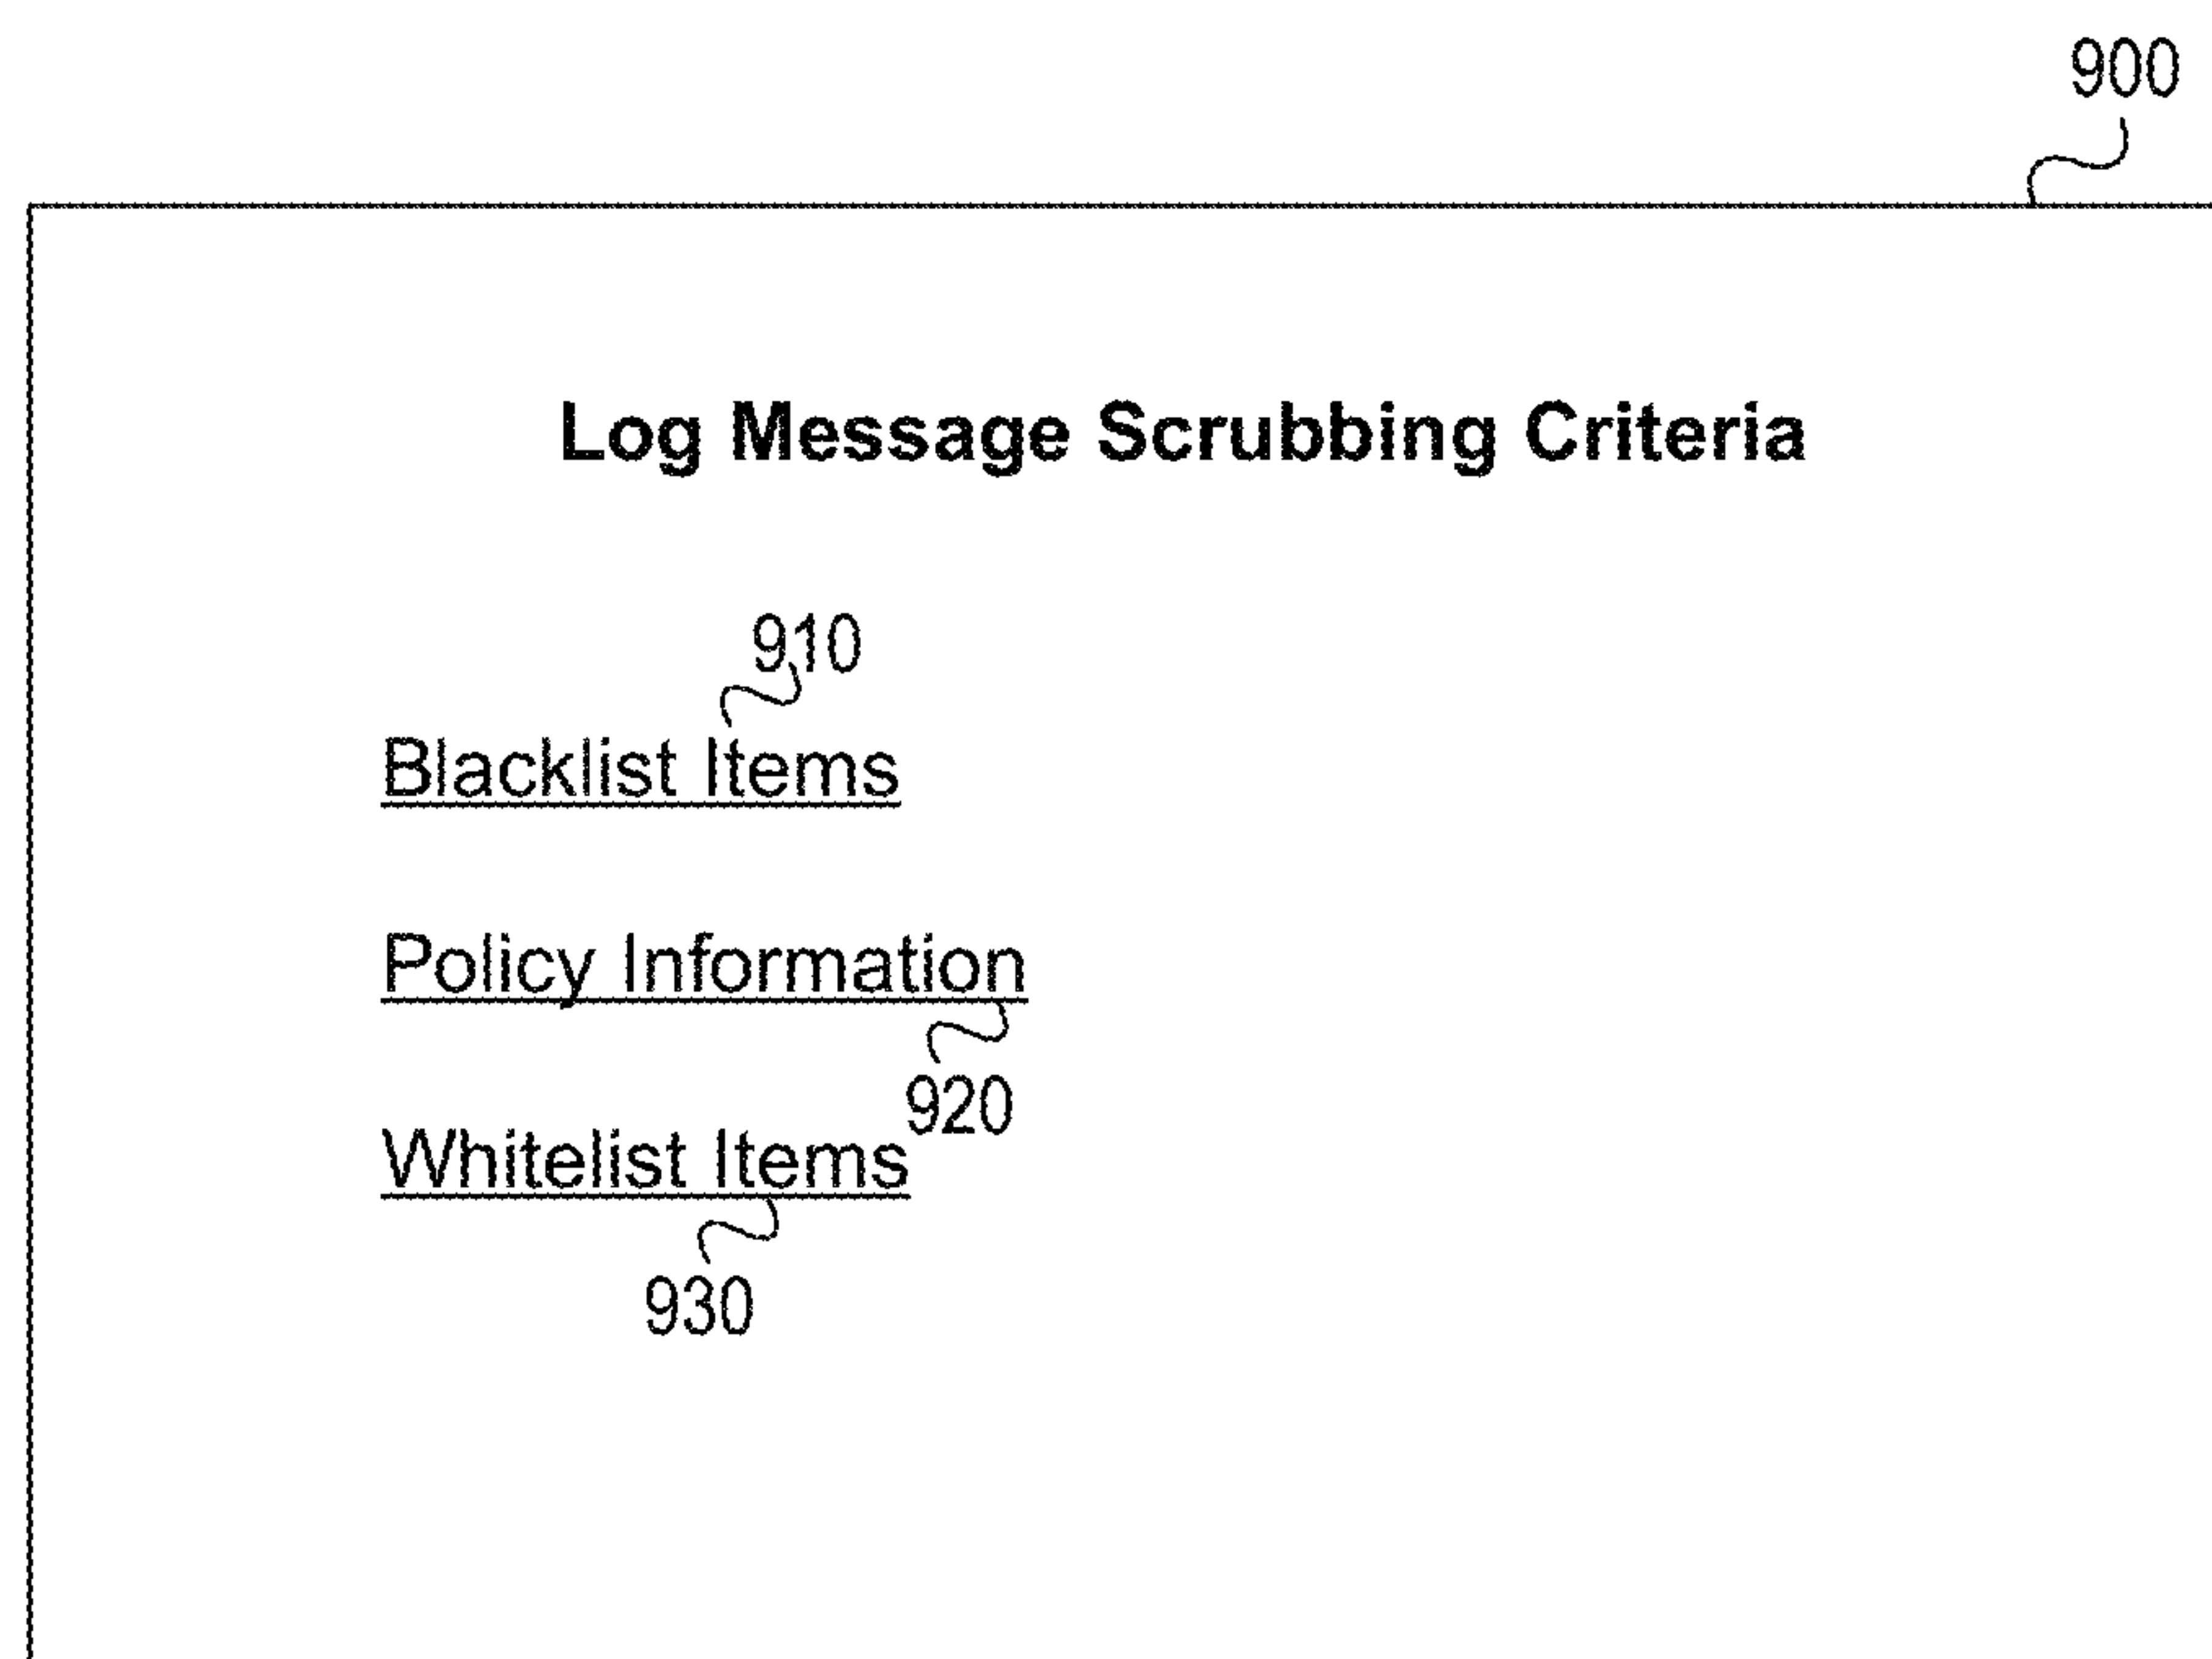 900
Log Message Scrubbing Criteria
910
Blacklist Items
Policy Information
920
Whitelist Items
930